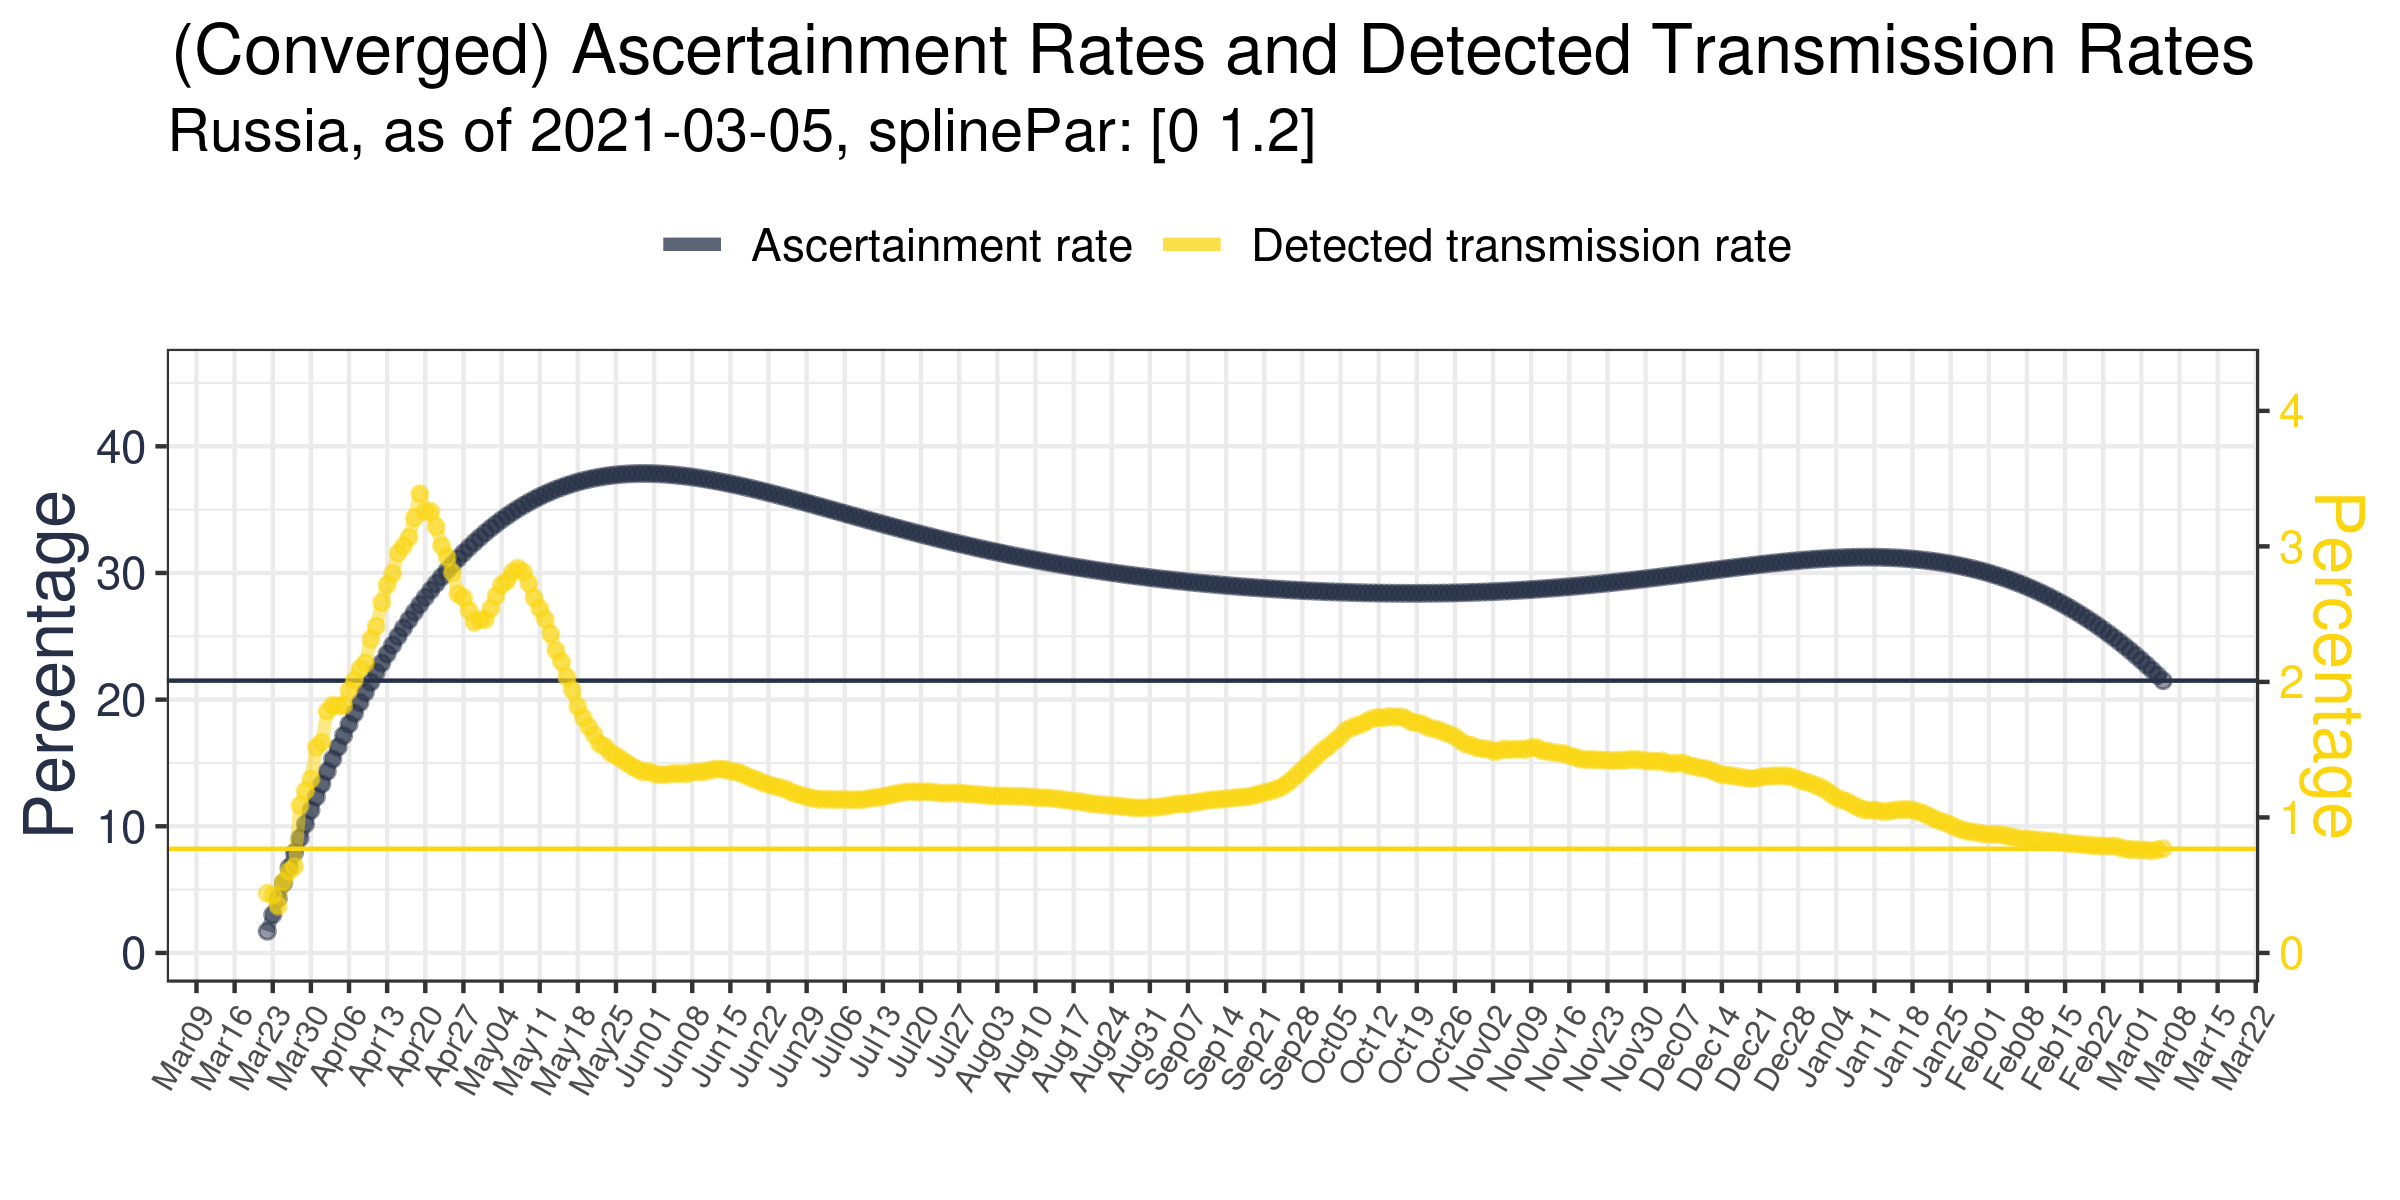 (Converged) Ascertainment Rates and Detected Transmission Rates
Russia, as of 2021-03-05, splinePar: [0 1.2]
Ascertainment rate Detected transmission rate
Percentage
40
30
20
10
0
4
3
2
1
0
Percentage
Mar09 Mar16 Mar23 Mar30 Apr06 Apr13 Apr20 Apr27 May04 May11 May18 May25 Jun01 Jun08 Jun15 Jun22 Jun29 Jul06 Jul13 Jul20 Jul27 Aug03 Aug10 Aug17 Aug24 Aug31 Sep07 Sep14 Sep21 Sep28 Oct05 Oct12 Oct19 Oct26 Nov02 Nov09 Nov16 Nov23 Nov30 Dec07 Dec14 Dec21 Dec28 Jan04 Jan11 Jan18 Jan25 Feb01 Feb08 Feb15 Feb22 Mar01 Mar08 Mar15 Mar22